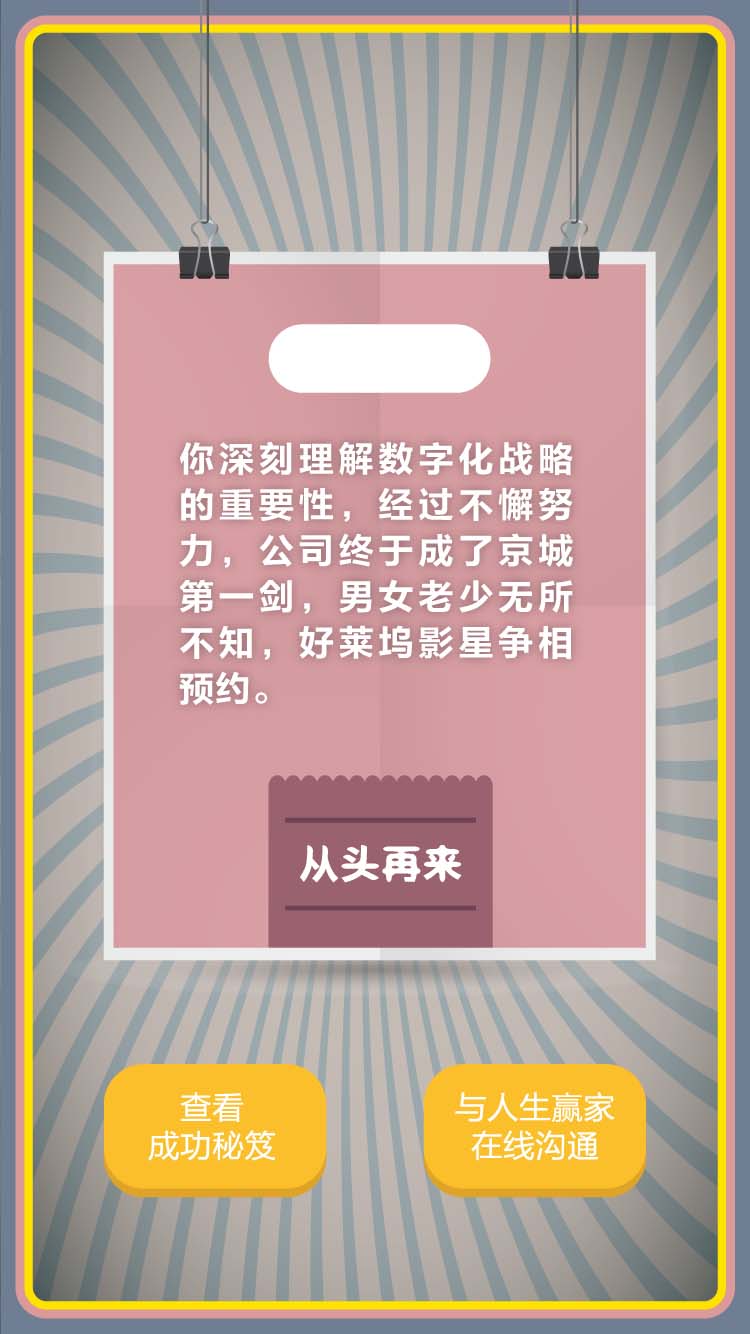 你深刻理解数字化战略
的重要性，经过不懈努
力，公司终于成了京城
第一剑，男女老少无所
不知，好莱坞影星争相
预约。
从头再来
查看
成功秘笈
与人生赢家
在线沟通